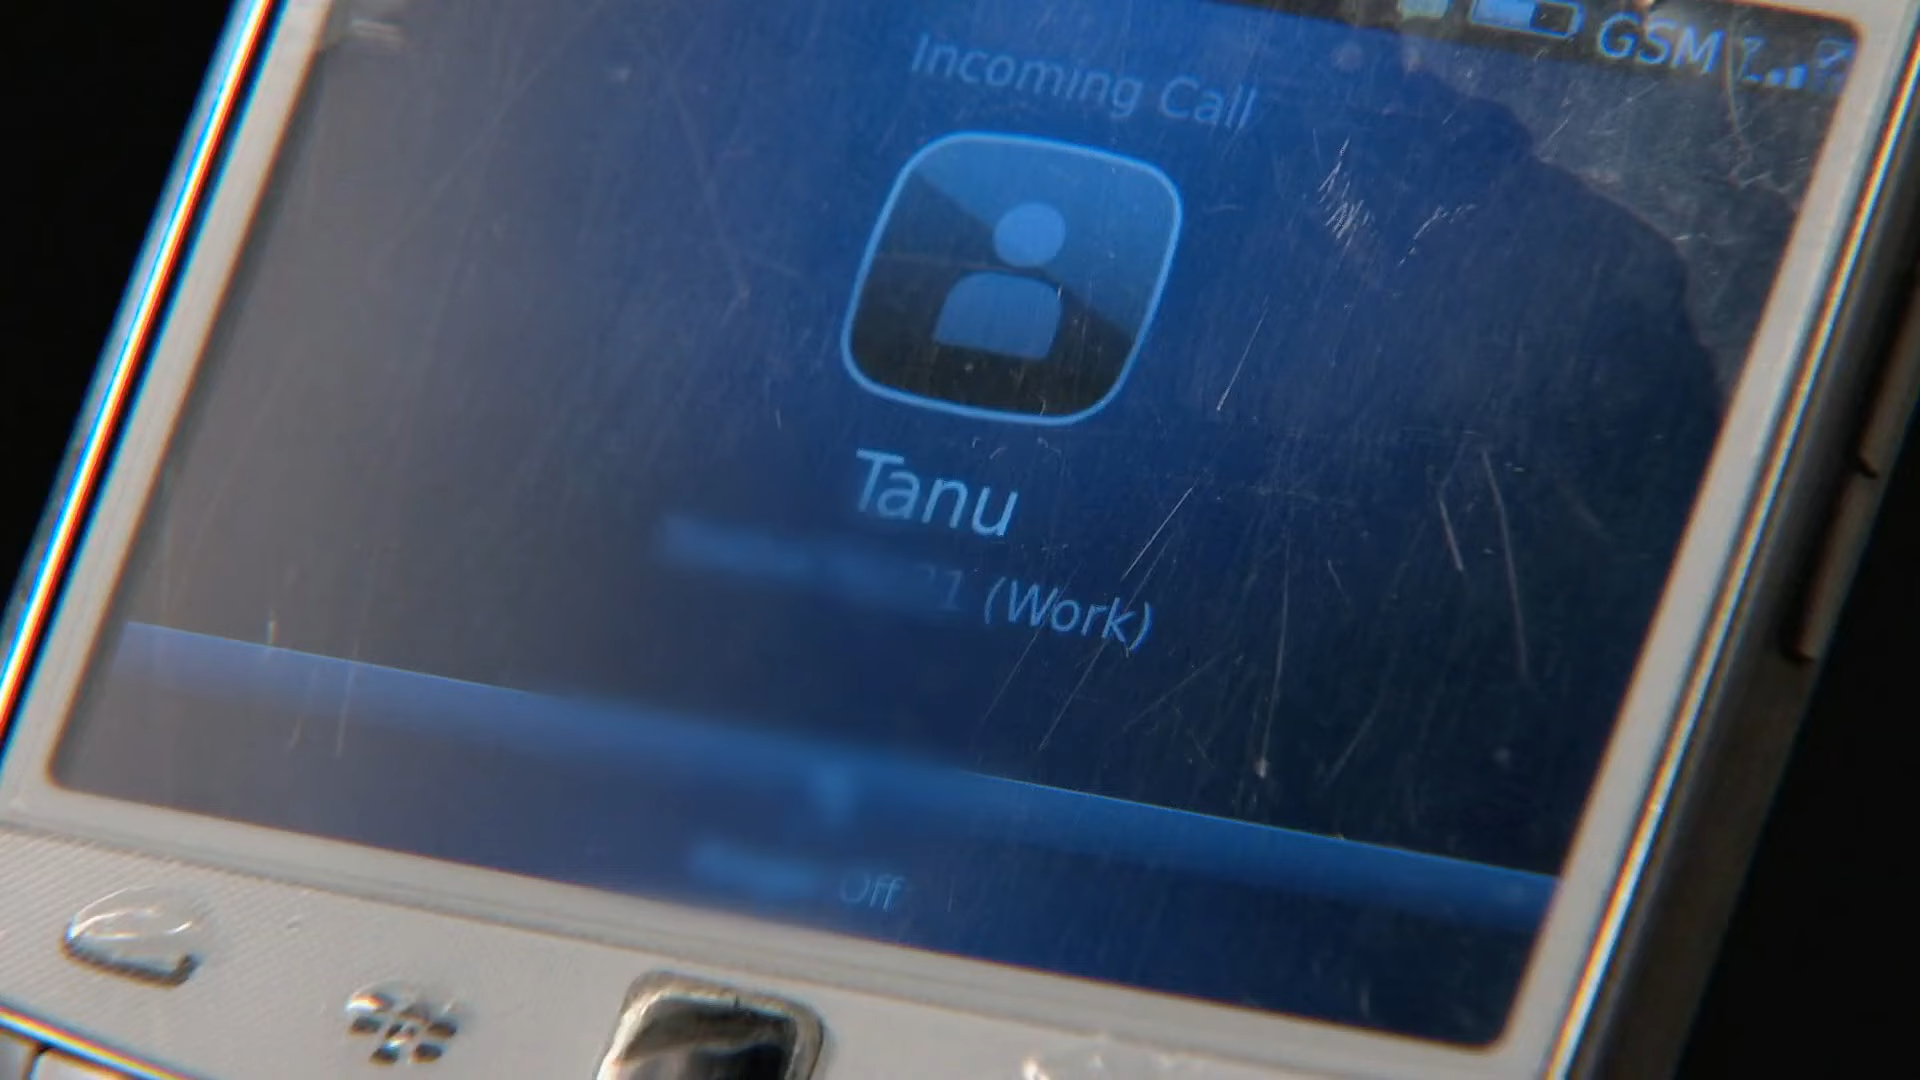 GSM
Incoming Call
Tanu
(Work)
Off